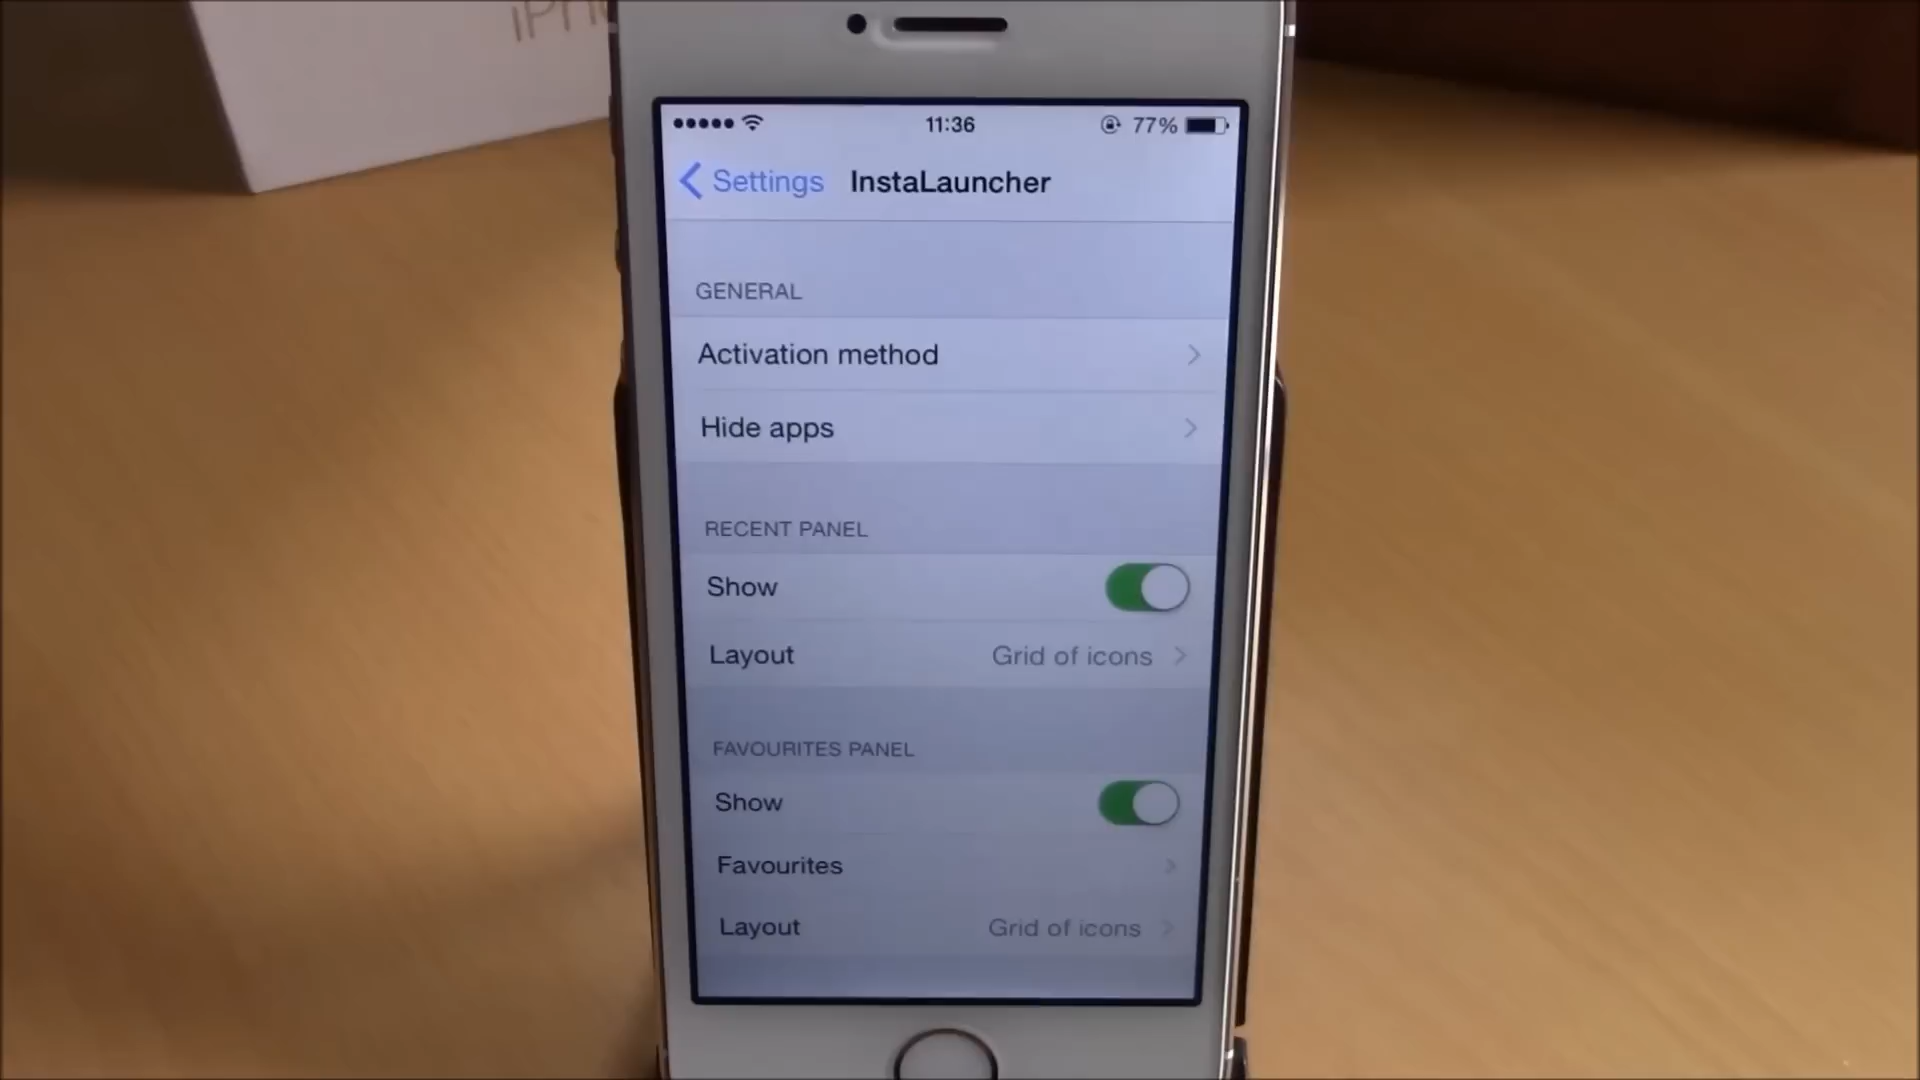 11:36
77%
Settings
InstaLauncher
GENERAL
Activation method
Hide apps
RECENT PANEL
Show
Layout
Grid of icons
FAVOURITES PANEL
Show
Favourites
Layout
Grid of icons